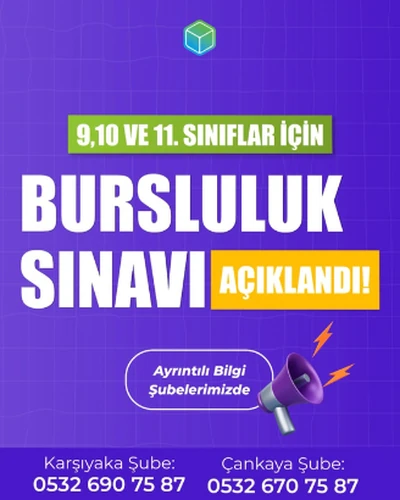 9,10 VE 11. SINIFLAR İÇİN
BURSLULUK
SINAVI AÇIKLANDI!
Ayrıntılı Bilgi
Şubelerimizde
Karşıyaka Şube: Çankaya Şube:
0532 690 75 87 0532 670 75 87